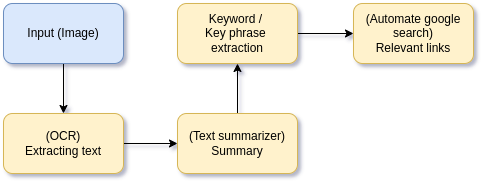 Input (Image)
(OCR)
Extracting text
(Text summarizer)
Summary
Keyword /
Key phrase
extraction
(Automate google
search)
Relevant links